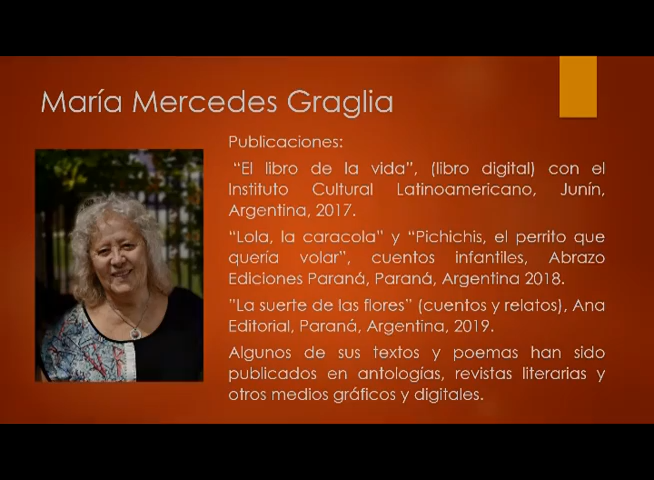 María Mercedes Graglia
Publicaciones:
“El libro de la vida”, (libro digital) con el
Instituto Cultural Latinoamericano, Junín,
Argentina, 2017.
“Lola, la caracola” y “Pichichis, el perrito que
quería volar”, cuentos infantiles, Abrazo
Ediciones Paraná, Paraná, Argentina 2018.
”La suerte de las flores” (cuentos y relatos), Ana
Editorial, Paraná, Argentina, 2019.
Algunos de sus textos y poemas han sido
publicados en antologías, revistas literarias y
otros medios gráficos y digitales.